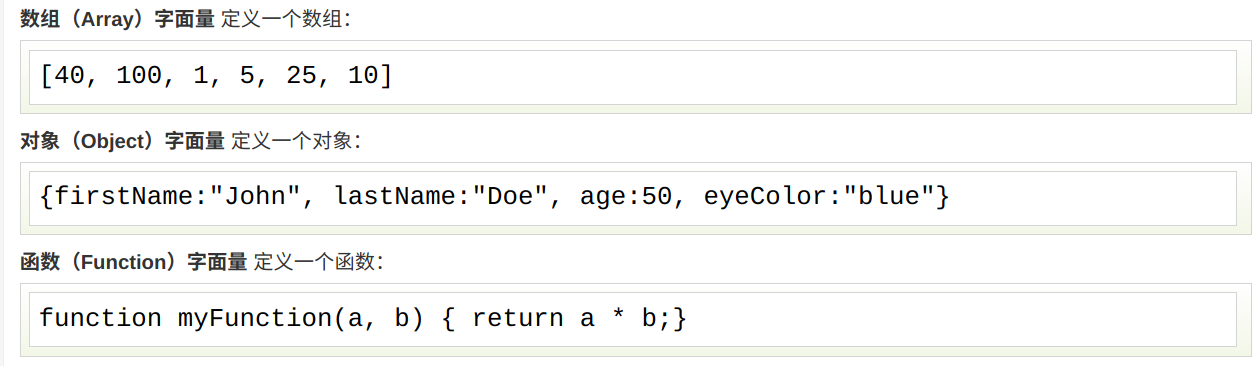 数组（Array）字面量 定义一个数组：
[40, 100, 1, 5, 25, 10]
对象（Object）字面量 定义一个对象：
{firstName:"John", lastName:"Doe", age:50, eyeColor:"blue"}
函数（Function）字面量 定义一个函数：
function myFunction(a, b) { return a * b;}